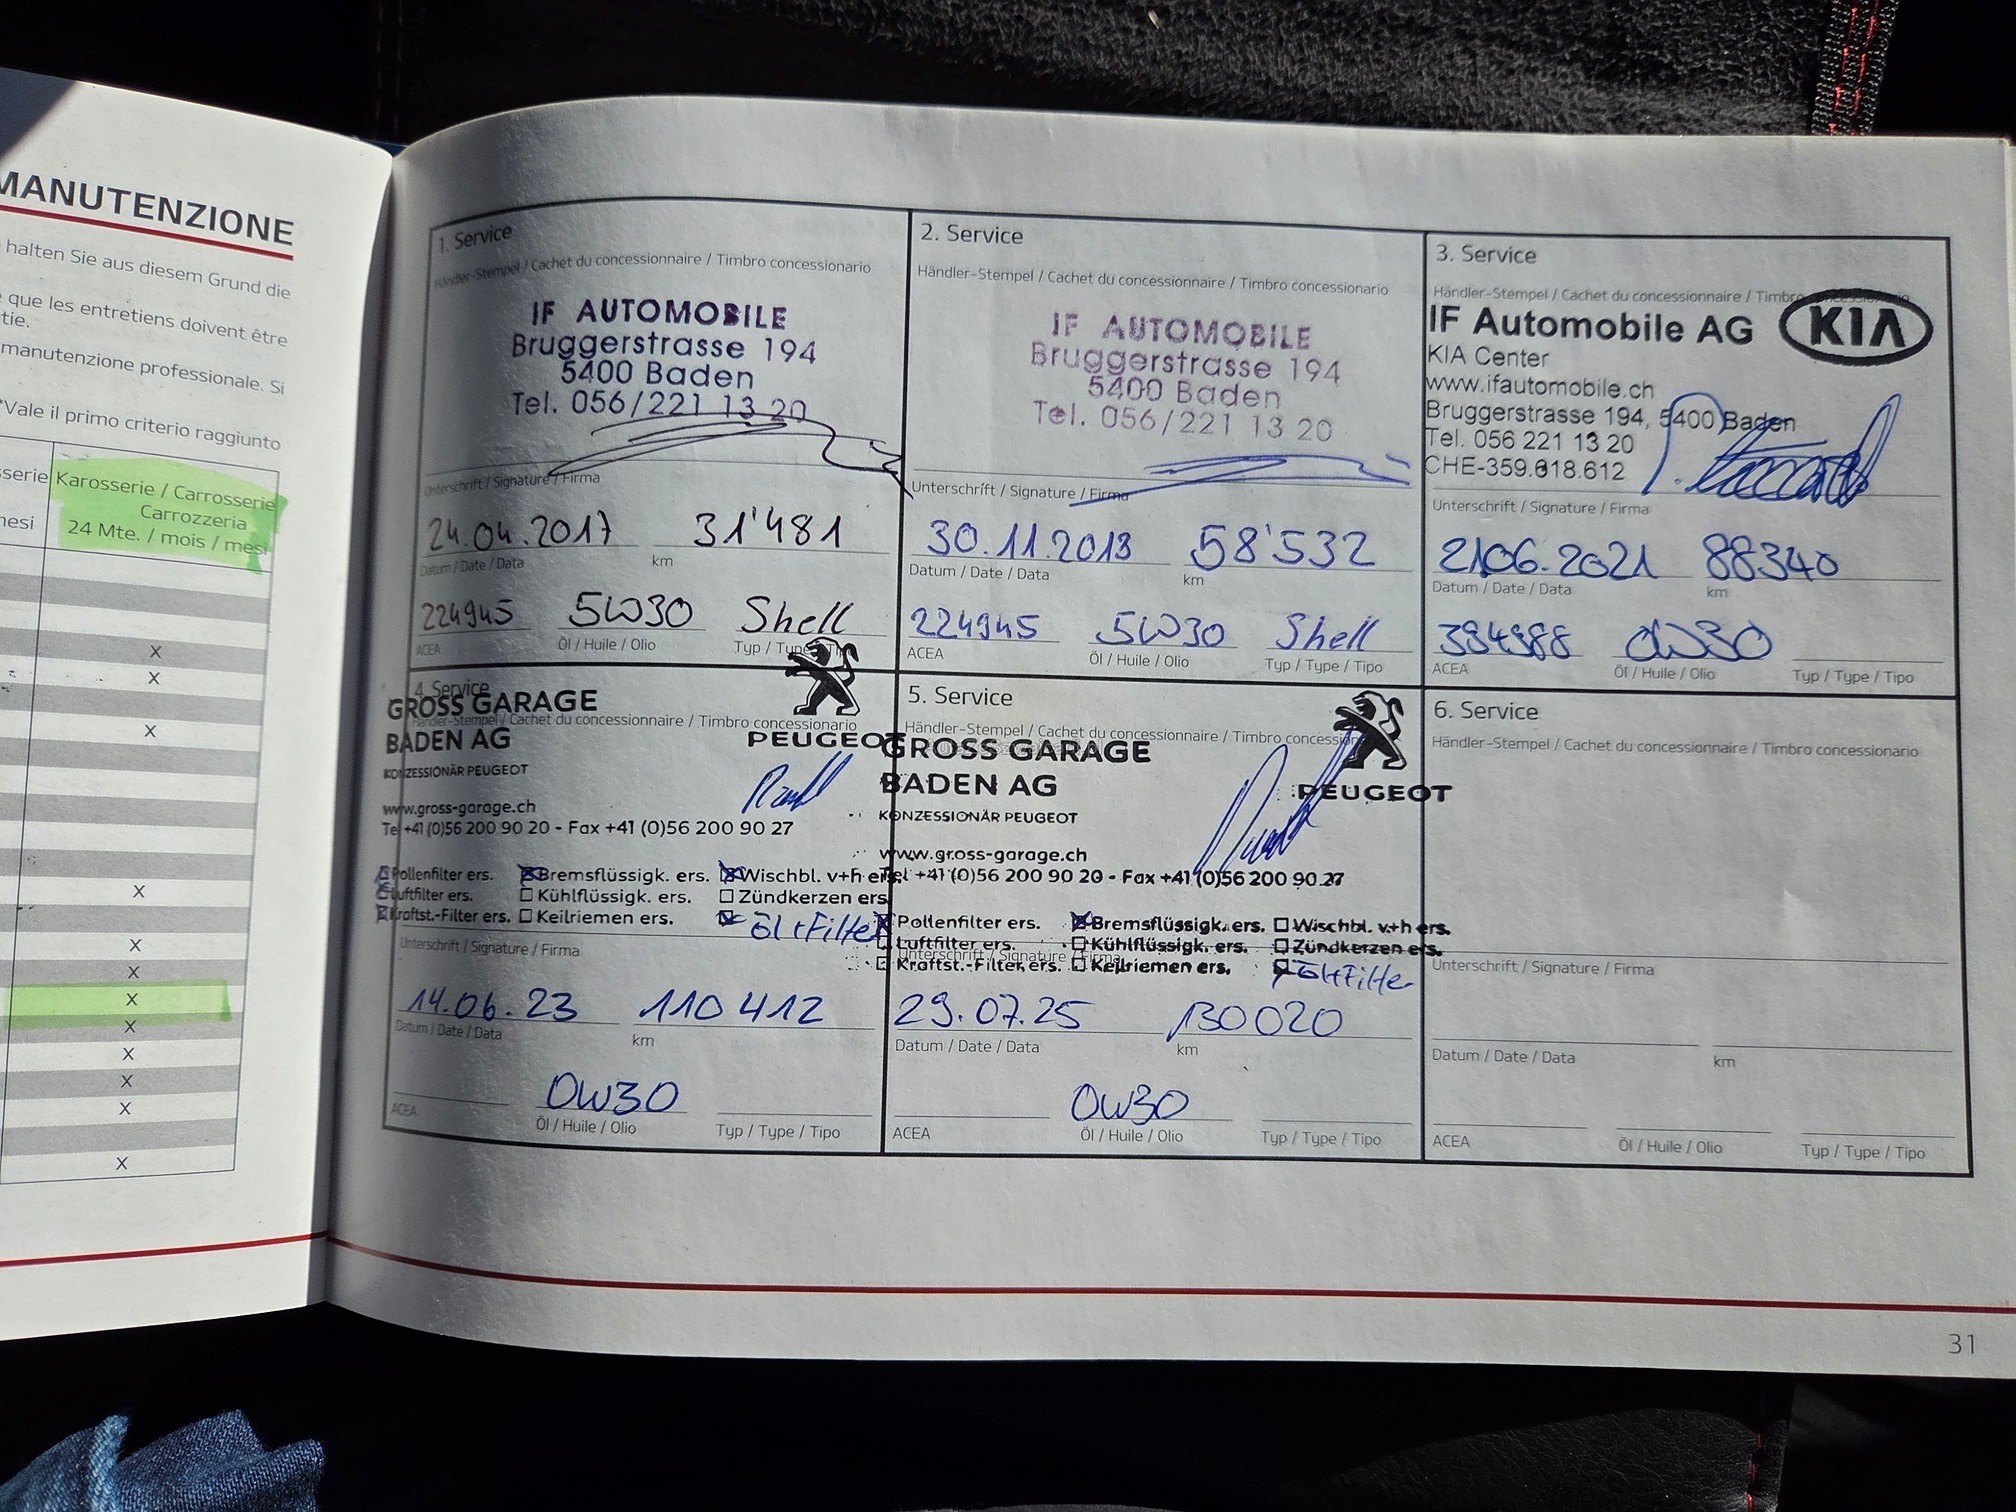 MANUTENZIONE
halten Sie aus diesem Grund die
que les entretiens doivent être
tie.
manutenzione professionale. Si
*Vale il primo criterio raggiunto
Karosserie / Carrosserie
Carrozzeria
24 Mte. / mois / mesi
x
x
x
x
x
x
x
x
x
x
x
x
1. Service
Händler-Stempel / Cachet du concessionnaire / Timbro concessionario
IF AUTOMOBILE
Bruggerstrasse 194
5400 Baden
Tel. 056/221 13 20
Unterschrift / Signature / Firma
24.04.2017 31'481
Datum / Date / Data km
224945 5W30 Shell
ACEA Öl / Huile / Olio Typ / Type / Tipo
2. Service
Händler-Stempel / Cachet du concessionnaire / Timbro concessionario
IF AUTOMOBILE
Bruggerstrasse 194
5400 Baden
Tel. 056/221 13 20
Unterschrift / Signature / Firma
30.11.2018 58'532
Datum / Date / Data km
224945 5W30 Shell
ACEA Öl / Huile / Olio Typ / Type / Tipo
3. Service
Händler-Stempel / Cachet du concessionnaire / Timbro concessionario
IF Automobile AG KIA
KIA Center
www.ifautomobile.ch
Bruggerstrasse 194, 5400 Baden
Tel. 056 221 13 20
CHE-359.618.612
Unterschrift / Signature / Firma
21.06.2021 88340
Datum / Date / Data km
0W30
ACEA Öl / Huile / Olio Typ / Type / Tipo
4. Service
Händler-Stempel / Cachet du concessionnaire / Timbro concessionario
GROSS GARAGE
BADEN AG PEUGEOT
KONZESSIONÄR PEUGEOT
www.gross-garage.ch
Tel +41 (0)56 200 90 20 - Fax +41 (0)56 200 90 27
Pollenfilter ers. Bremsflüssigk. ers. Wischbl. v+h ers.
Luftfilter ers. Kühlflüssigk. ers. Zündkerzen ers.
Kraftst.-Filter ers. Keilriemen ers. Öl + Filter
Unterschrift / Signature / Firma
14.06.23 110 412
Datum / Date / Data km
0W30
ACEA Öl / Huile / Olio Typ / Type / Tipo
5. Service
Händler-Stempel / Cachet du concessionnaire / Timbro concessionario
GROSS GARAGE
BADEN AG PEUGEOT
KONZESSIONÄR PEUGEOT
www.gross-garage.ch
Tel +41 (0)56 200 90 20 - Fax +41 (0)56 200 90 27
Pollenfilter ers. Bremsflüssigk. ers. Wischbl. v+h ers.
Luftfilter ers. Kühlflüssigk. ers. Zündkerzen ers.
Kraftst.-Filter ers. Keilriemen ers. Öl+Filter
Unterschrift / Signature / Firma
29.07.25 130020
Datum / Date / Data km
0W30
ACEA Öl / Huile / Olio Typ / Type / Tipo
6. Service
Händler-Stempel / Cachet du concessionnaire / Timbro concessionario
Unterschrift / Signature / Firma
Datum / Date / Data km
ACEA Öl / Huile / Olio Typ / Type / Tipo
31